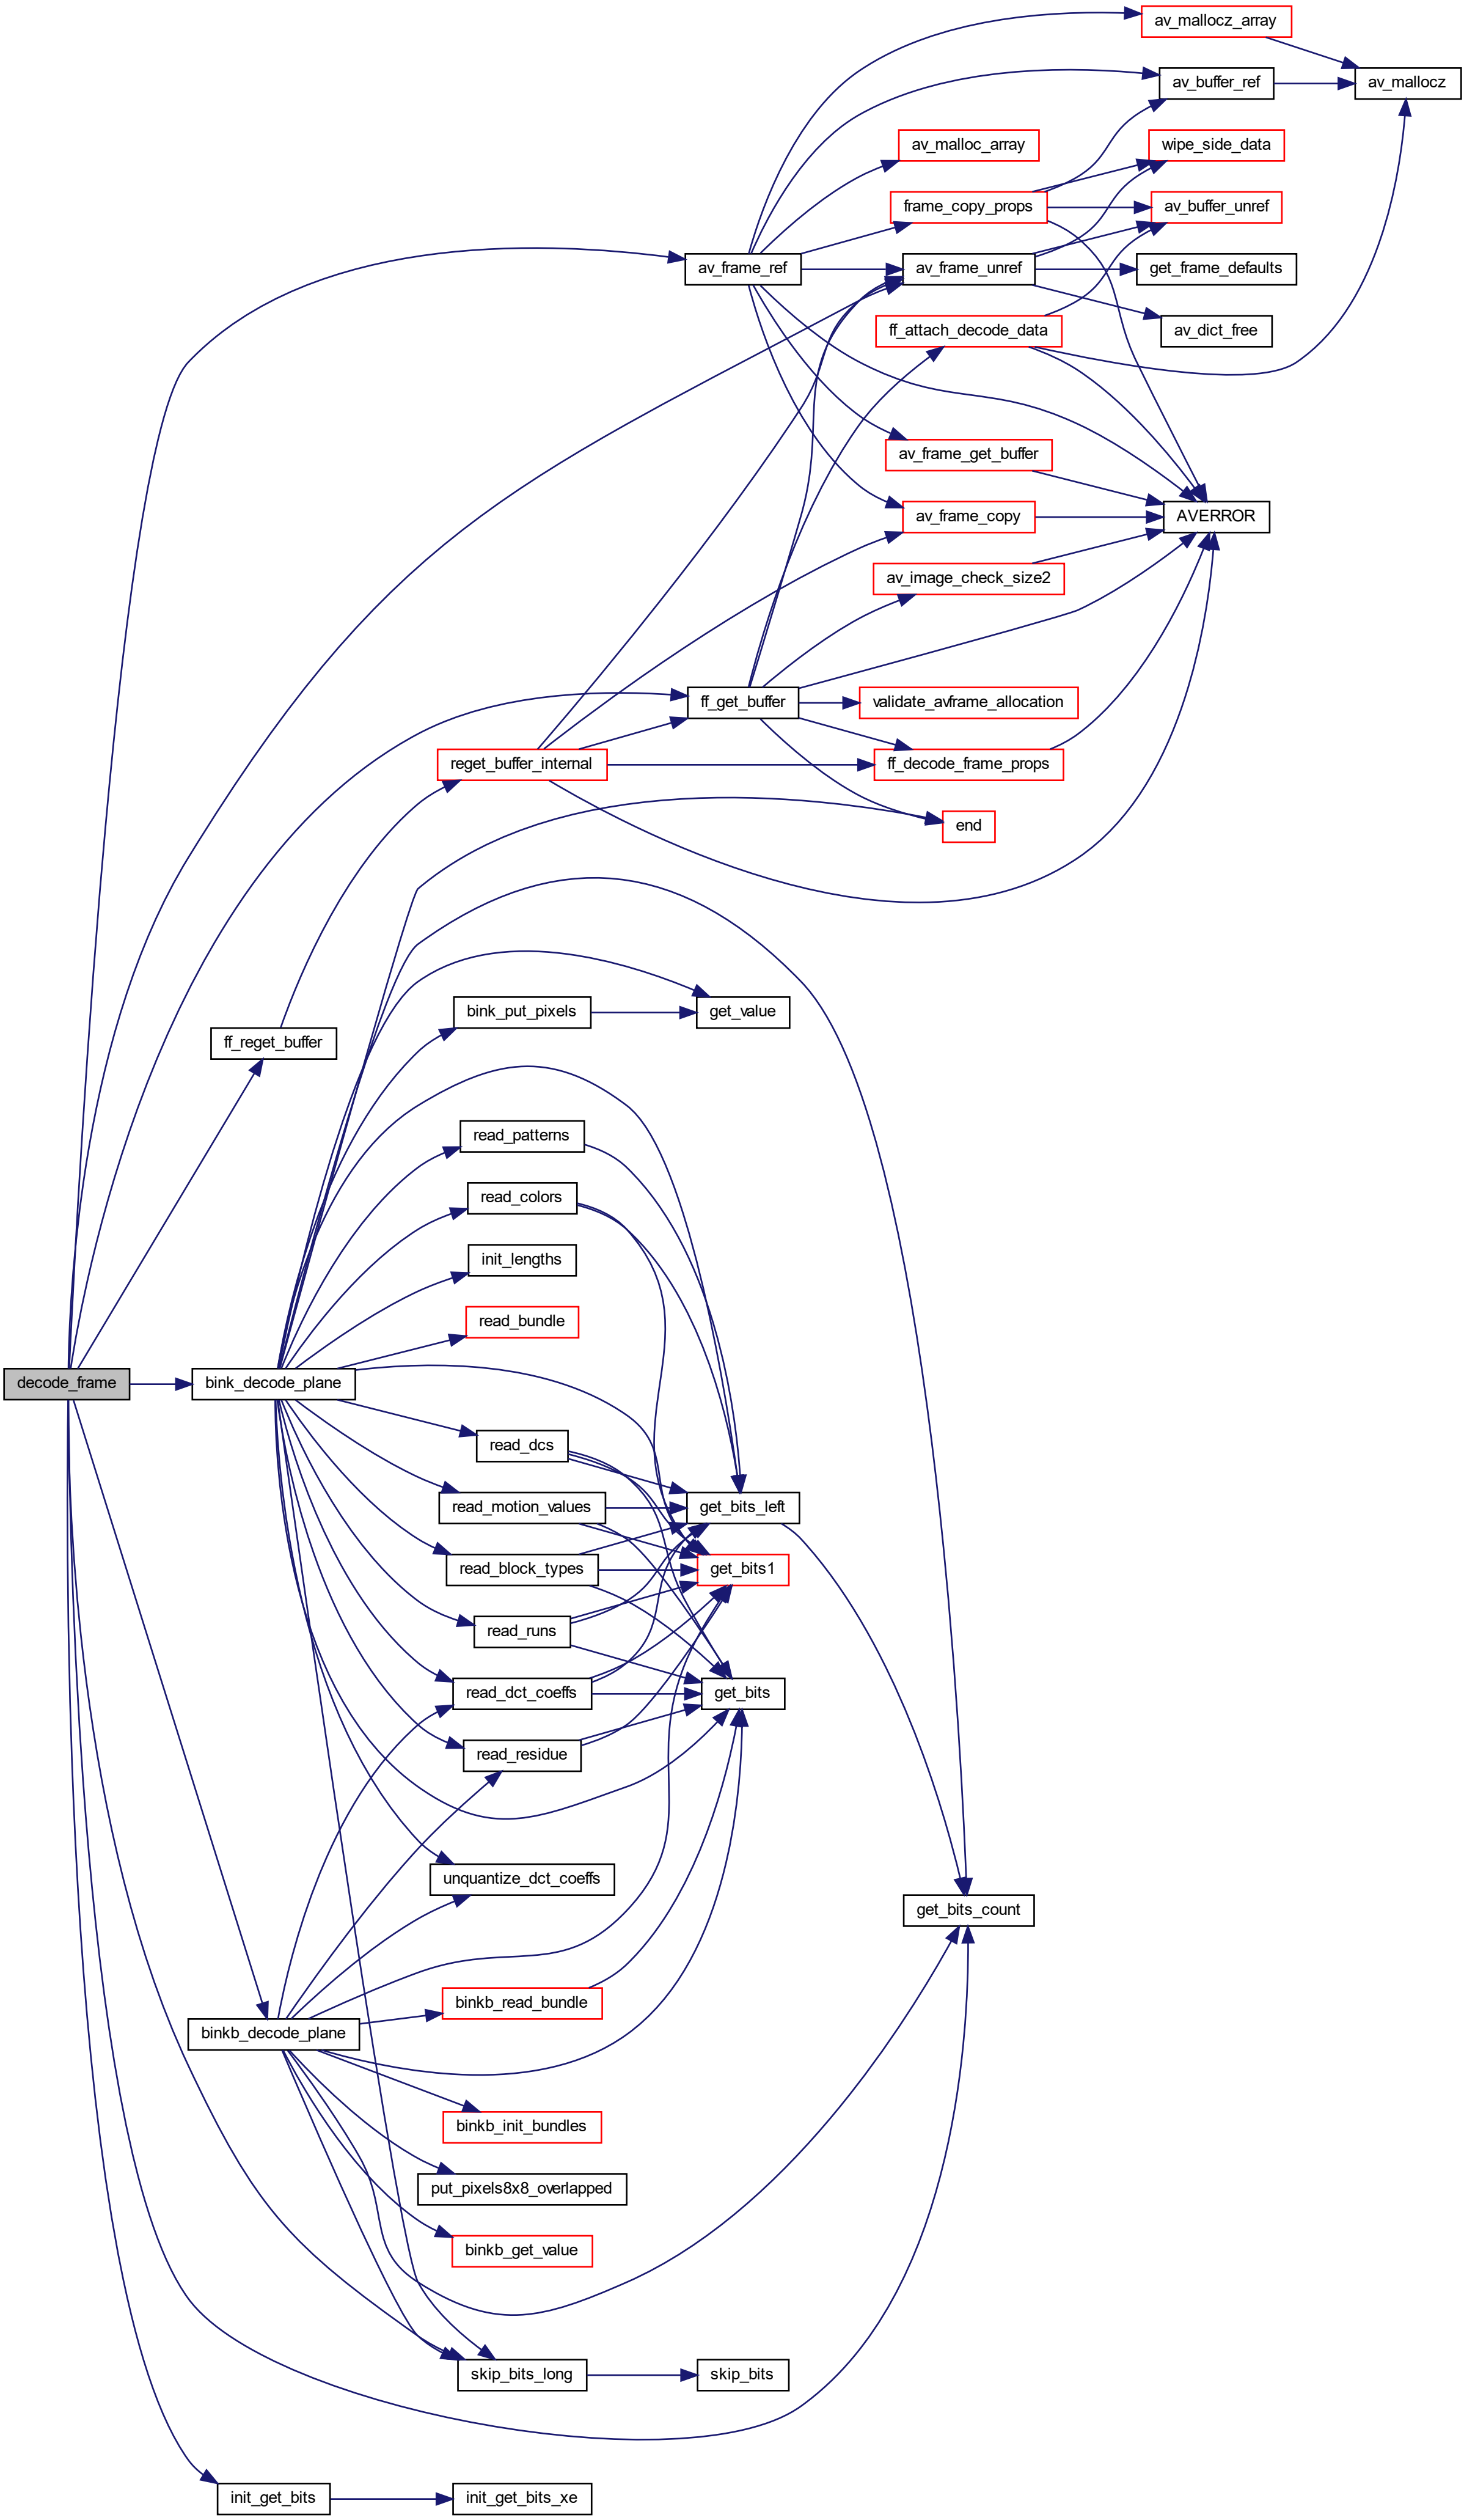 av_mallocz_array
av_buffer_ref
av_mallocz
av_malloc_array
wipe_side_data
frame_copy_props
av_buffer_unref
av_frame_ref
av_frame_unref
get_frame_defaults
ff_attach_decode_data
av_dict_free
av_frame_get_buffer
av_frame_copy
AVERROR
av_image_check_size2
ff_get_buffer
validate_avframe_allocation
reget_buffer_internal
ff_decode_frame_props
end
bink_put_pixels
get_value
ff_reget_buffer
read_patterns
read_colors
init_lengths
read_bundle
decode_frame
bink_decode_plane
read_dcs
read_motion_values
get_bits_left
read_block_types
get_bits1
read_runs
read_dct_coeffs
get_bits
read_residue
unquantize_dct_coeffs
get_bits_count
binkb_read_bundle
binkb_decode_plane
binkb_init_bundles
put_pixels8x8_overlapped
binkb_get_value
skip_bits_long
skip_bits
init_get_bits
init_get_bits_xe